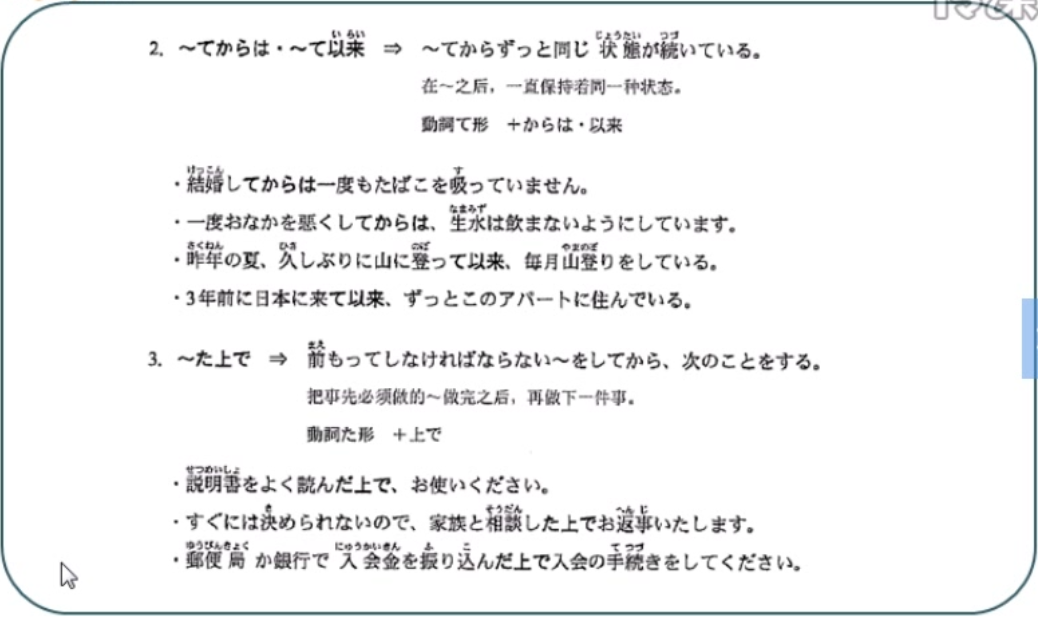 2. ～てからは・～て以来 ⇒ ～てからずっと同じ状態が続いている。
在～之后，一直保持若同一种状态。
動詞て形 ＋からは・以来
・結婚してからは一度もたばこを吸っていません。
・一度おなかを悪くしてからは、生水は飲まないようにしています。
・昨年の夏、久しぶりに山に登って以来、毎月山登りをしている。
・3年前に日本に来て以来、ずっとこのアパートに住んでいる。
3. ～た上で ⇒ 前もってしなければならない～をしてから、次のことをする。
把事先必须做的～做完之后，再做下一件事。
動詞た形 ＋上で
・説明書をよく読んだ上で、お使いください。
・すぐには決められないので、家族と相談した上でお返事いたします。
・郵便局か銀行で入会金を振り込んだ上で入会の手続きをしてください。